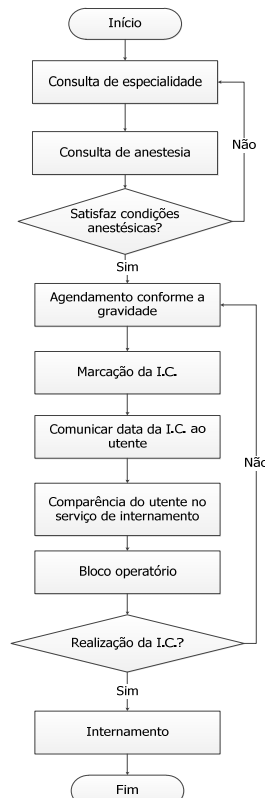 Início
Consulta de especialidade
Não
Consulta de anestesia
Satisfaz condições
anestésicas?
Sim
Agendamento conforme a
gravidade
Marcação da I.C.
Comunicar data da I.C. ao
utente
Não
Comparência do utente no
serviço de internamento
Bloco operatório
Realização da I.C.?
Sim
Internamento
Fim